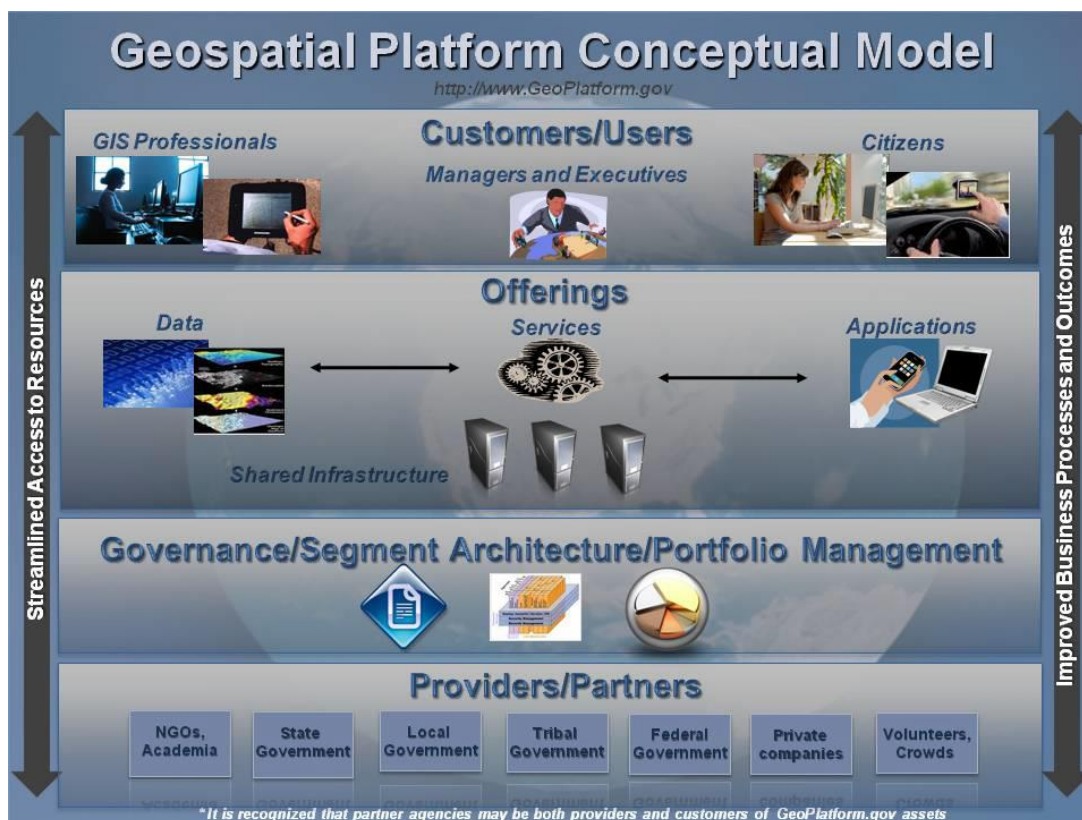 Geospatial Platform Conceptual Model
http://www.GeoPlatform.gov
Streamlined Access to Resources
Improved Business Processes and Outcomes
Customers/Users
GIS Professionals
Managers and Executives
Citizens
Offerings
Data
Services
Applications
Shared Infrastructure
Governance/Segment Architecture/Portfolio Management
Providers/Partners
NGOs,
Academia
State
Government
Local
Government
Tribal
Government
Federal
Government
Private
companies
Volunteers,
Crowds
*It is recognized that partner agencies may be both providers and customers of GeoPlatform.gov assets